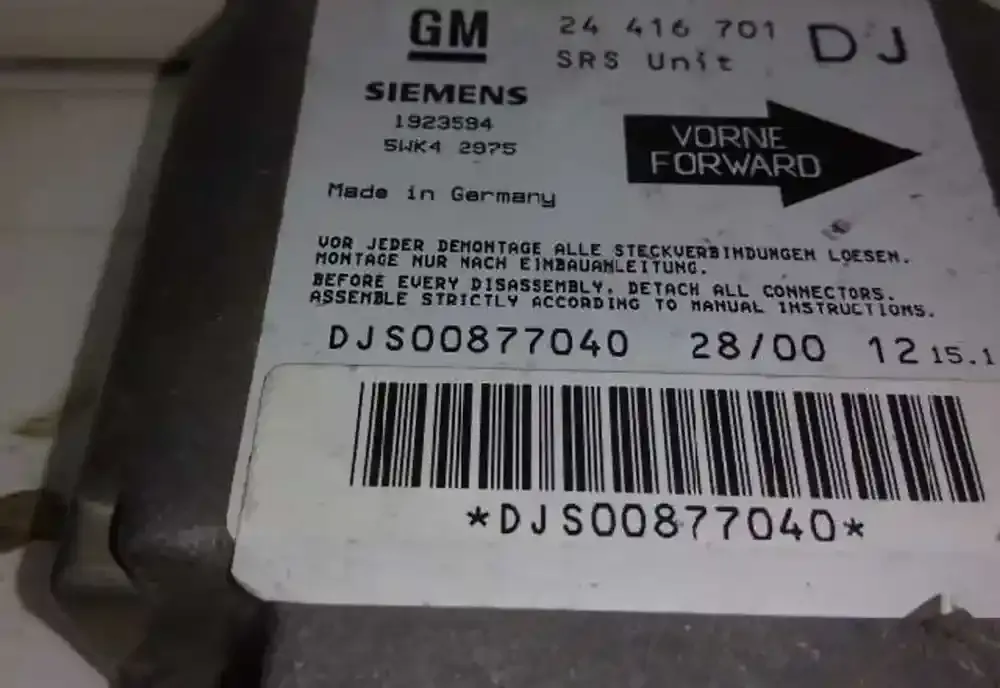 GM
24 416 701 DJ
SRS Unit
SIEMENS
1923594
5WK4 2975
VORNE
FORWARD
Made in Germany
VOR JEDER DEMONTAGE ALLE STECKVERBINDUNGEN LOESEN.
MONTAGE NUR NACH EINBAUANLEITUNG.
BEFORE EVERY DISASSEMBLY, DETACH ALL CONNECTORS.
ASSEMBLE STRICTLY ACCORDING TO MANUAL INSTRUCTIONS.
DJS00877040 28/00 12 15.1
*DJS00877040*